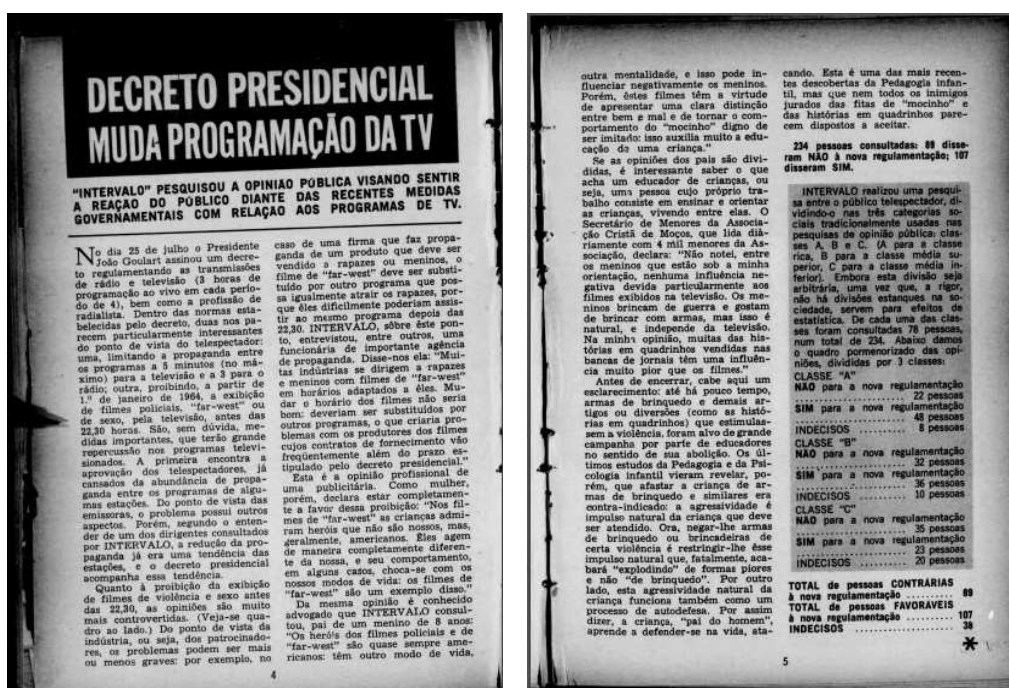 DECRETO PRESIDENCIAL
MUDA PROGRAMAÇÃO DA TV
"INTERVALO" PESQUISOU A OPINIÃO PÚBLICA VISANDO SENTIR
A REAÇÃO DO PÚBLICO DIANTE DAS RECENTES MEDIDAS
GOVERNAMENTAIS COM RELAÇÃO AOS PROGRAMAS DE TV.
No dia 25 de julho o Presidente
João Goulart assinou um decre-
to regulamentando as transmissões
de rádio e televisão (3 horas de
programação ao vivo em cada perío-
do de 4), bem como a profissão de
radialista. Dentro das normas esta-
belecidas pelo decreto, duas nos pa-
recem particularmente interessantes
do ponto de vista do telespectador:
uma, limitando a propaganda entre
os programas a 5 minutos (no má-
ximo) para a televisão e a 3 para o
rádio; outra, proibindo, a partir de
1.º de janeiro de 1964, a exibição
de filmes policiais, "far-west" ou
de sexo, pela televisão, antes das
22,30 horas. São, sem dúvida, me-
didas importantes, que terão grande
repercussão nos programas televi-
sionados. A primeira encontra a
aprovação dos telespectadores, já
cansados da abundância de propa-
ganda entre os programas de algu-
mas estações. Do ponto de vista das
emissoras, o problema possui outros
aspectos. Porém, segundo o enten-
der de um dos dirigentes consultados
por INTERVALO, a redução da pro-
paganda já era uma tendência das
estações, e o decreto presidencial
acompanha essa tendência.
Quanto à proibição da exibição
de filmes de violência e sexo antes
das 22,30, as opiniões são muito
mais controvertidas. (Veja-se qua-
dro ao lado.) Do ponto de vista da
indústria, ou seja, dos patrocinado-
res, os problemas podem ser mais
ou menos graves: por exemplo, no
caso de uma firma que faz propa-
ganda de um produto que deve ser
vendido a rapazes ou meninos, o
filme de "far-west" deve ser substi-
tuído por outro programa que pos-
sa igualmente atrair os rapazes, por-
que êles dificilmente poderiam assis-
tir ao mesmo programa depois das
22,30. INTERVALO, sôbre êste pon-
to, entrevistou, entre outros, uma
funcionária de importante agência
de propaganda. Disse-nos ela: "Mui-
tas indústrias se dirigem a rapazes
e meninos com filmes de "far-west"
em horários adaptados a êles. Mu-
dar o horário dos filmes não seria
bom: deveriam ser substituídos por
outros programas, o que criaria pro-
blemas com os produtores dos filmes
cujos contratos de fornecimento vão
freqüentemente além do prazo es-
tipulado pelo decreto presidencial."
Esta é a opinião profissional de
uma publicitária. Como mulher,
porém, declara estar completamen-
te a favor dessa proibição: "Nos fil-
mes de "far-west" as crianças admi-
ram heróis que não são nossos, mas,
geralmente, americanos. Êles agem
de maneira completamente diferen-
te da nossa, e seu comportamento,
em alguns casos, choca-se com os
nossos modos de vida: os filmes de
"far-west" são um exemplo disso."
Da mesma opinião é conhecido
advogado que INTERVALO consul-
tou, pai de um menino de 8 anos:
"Os heróis dos filmes policiais e de
"far-west" são quase sempre ame-
ricanos: têm outro modo de vida,
4
outra mentalidade, e isso pode in-
fluenciar negativamente os meninos.
Porém, êstes filmes têm a virtude
de apresentar uma clara distinção
entre bem e mal e de tornar o com-
portamento do "mocinho" digno de
ser imitado: isso auxilia muito a edu-
cação de uma criança."
Se as opiniões dos pais são divi-
didas, é interessante saber o que
acha um educador de crianças, ou
seja, uma pessoa cujo próprio tra-
balho consiste em ensinar e orientar
as crianças, vivendo entre elas. O
Secretário de Menores da Associa-
ção Cristã de Moços, que lida dià-
riamente com 4 mil menores da As-
sociação, declara: "Não notei, entre
os meninos que estão sob a minha
orientação, nenhuma influência ne-
gativa devida particularmente aos
filmes exibidos na televisão. Os me-
ninos brincam de guerra e gostam
de brincar com armas, mas isso é
natural, e independe da televisão.
Na minha opinião, muitas das his-
tórias em quadrinhos vendidas nas
bancas de jornais têm uma influên-
cia muito pior que os filmes."
Antes de encerrar, cabe aqui um
esclarecimento: até há pouco tempo,
armas de brinquedo e demais ar-
tigos ou diversões (como as histó-
rias em quadrinhos) que estimulas-
sem a violência, foram alvo de grande
campanha por parte de educadores
no sentido de sua abolição. Os úl-
timos estudos da Pedagogia e da Psi-
cologia infantil vieram revelar, po-
rém, que afastar a criança de ar-
mas de brinquedo e similares era
contra-indicado: a agressividade é
impulso natural da criança que deve
ser atendido. Ora, negar-lhe armas
de brinquedo ou brincadeiras de
certa violência é restringir-lhe êsse
impulso natural que, fatalmente, aca-
bará "explodindo" de formas piores
e não "de brinquedo". Por outro
lado, esta agressividade natural da
criança funciona também como um
processo de autodefesa. Por assim
dizer, a criança, "pai do homem",
aprende a defender-se na vida, ata-
cando. Esta é uma das mais recen-
tes descobertas da Pedagogia infan-
til, mas que nem todos os inimigos
jurados das fitas de "mocinho" e
das histórias em quadrinhos pare-
cem dispostos a aceitar.
234 pessoas consultadas: 89 disse-
ram NÃO à nova regulamentação; 107
disseram SIM.
INTERVALO realizou uma pesqui-
sa entre o público telespectador, di-
vidindo-o nas três categorias so-
ciais tradicionalmente usadas nas
pesquisas de opinião pública: clas-
ses A, B e C. (A para a classe
rica, B para a classe média su-
perior, C para a classe média in-
ferior). Embora esta divisão seja
arbitrária, uma vez que, a rigor,
não há divisões estanques na so-
ciedade, servem para efeitos de
estatística. De cada uma das clas-
ses foram consultadas 78 pessoas,
num total de 234. Abaixo damos
o quadro pormenorizado das opi-
niões, divididas por 3 classes:
CLASSE "A"
NÃO para a nova regulamentação
.................... 22 pessoas
SIM para a nova regulamentação
.................... 48 pessoas
INDECISOS .......... 8 pessoas
CLASSE "B"
NÃO para a nova regulamentação
.................... 32 pessoas
SIM para a nova regulamentação
.................... 36 pessoas
INDECISOS .......... 10 pessoas
CLASSE "C"
NÃO para a nova regulamentação
.................... 35 pessoas
SIM para a nova regulamentação
.................... 23 pessoas
INDECISOS .......... 20 pessoas
TOTAL de pessoas CONTRÁRIAS
à nova regulamentação .......... 89
TOTAL de pessoas FAVORÁVEIS
à nova regulamentação .......... 107
INDECISOS .................... 38
5